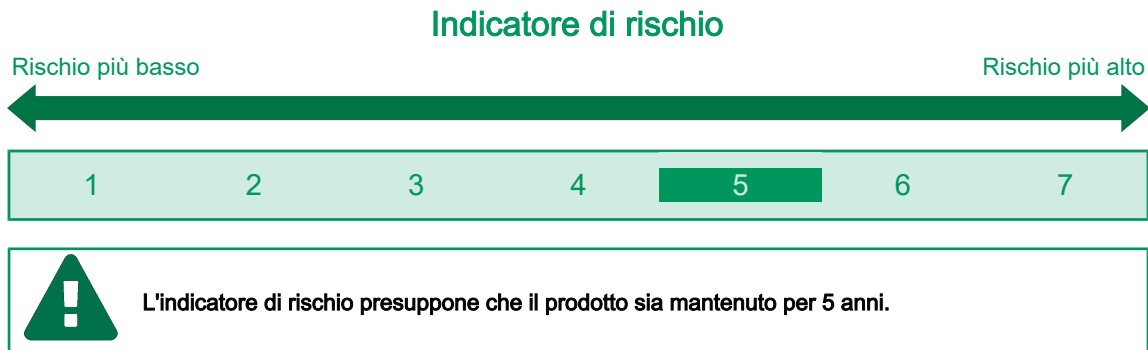 Indicatore di rischio
Rischio più basso
Rischio più alto
1 2 3 4 5 6 7
L'indicatore di rischio presuppone che il prodotto sia mantenuto per 5 anni.